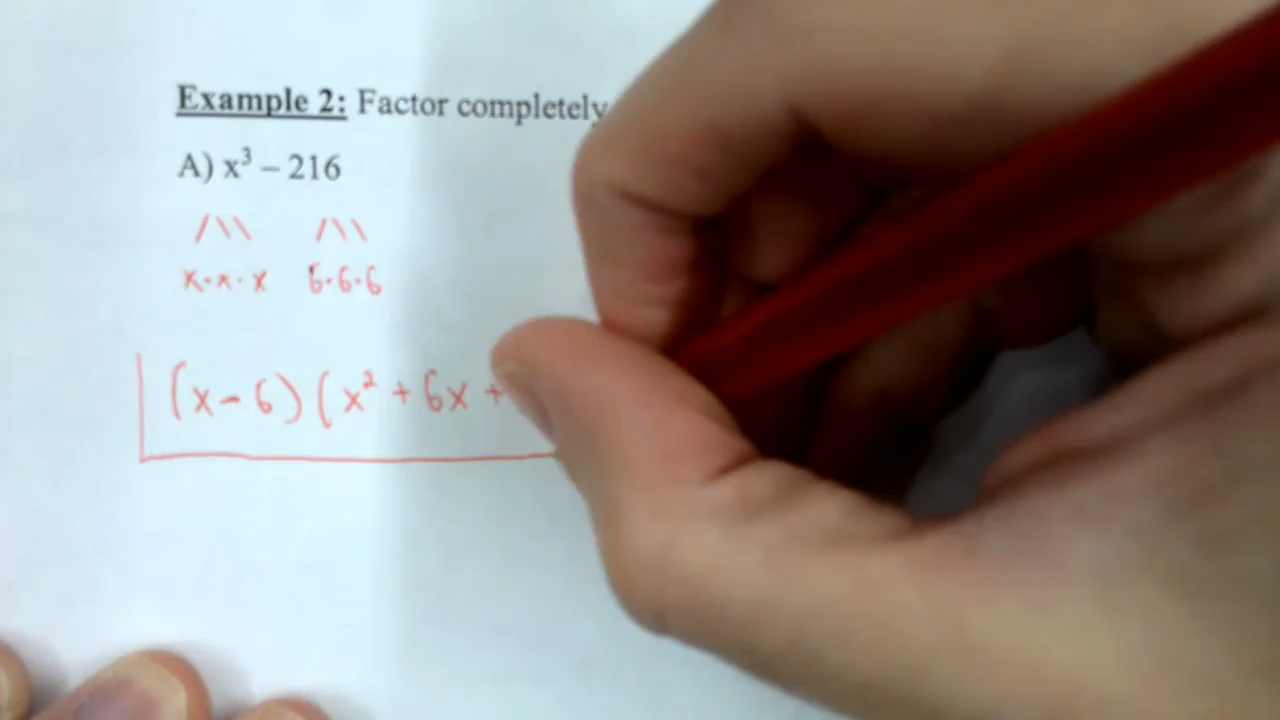 Example 2: Factor completely
A) x³ – 216
/\\ /\\
x·x·x 6·6·6
(x-6)(x² + 6x +